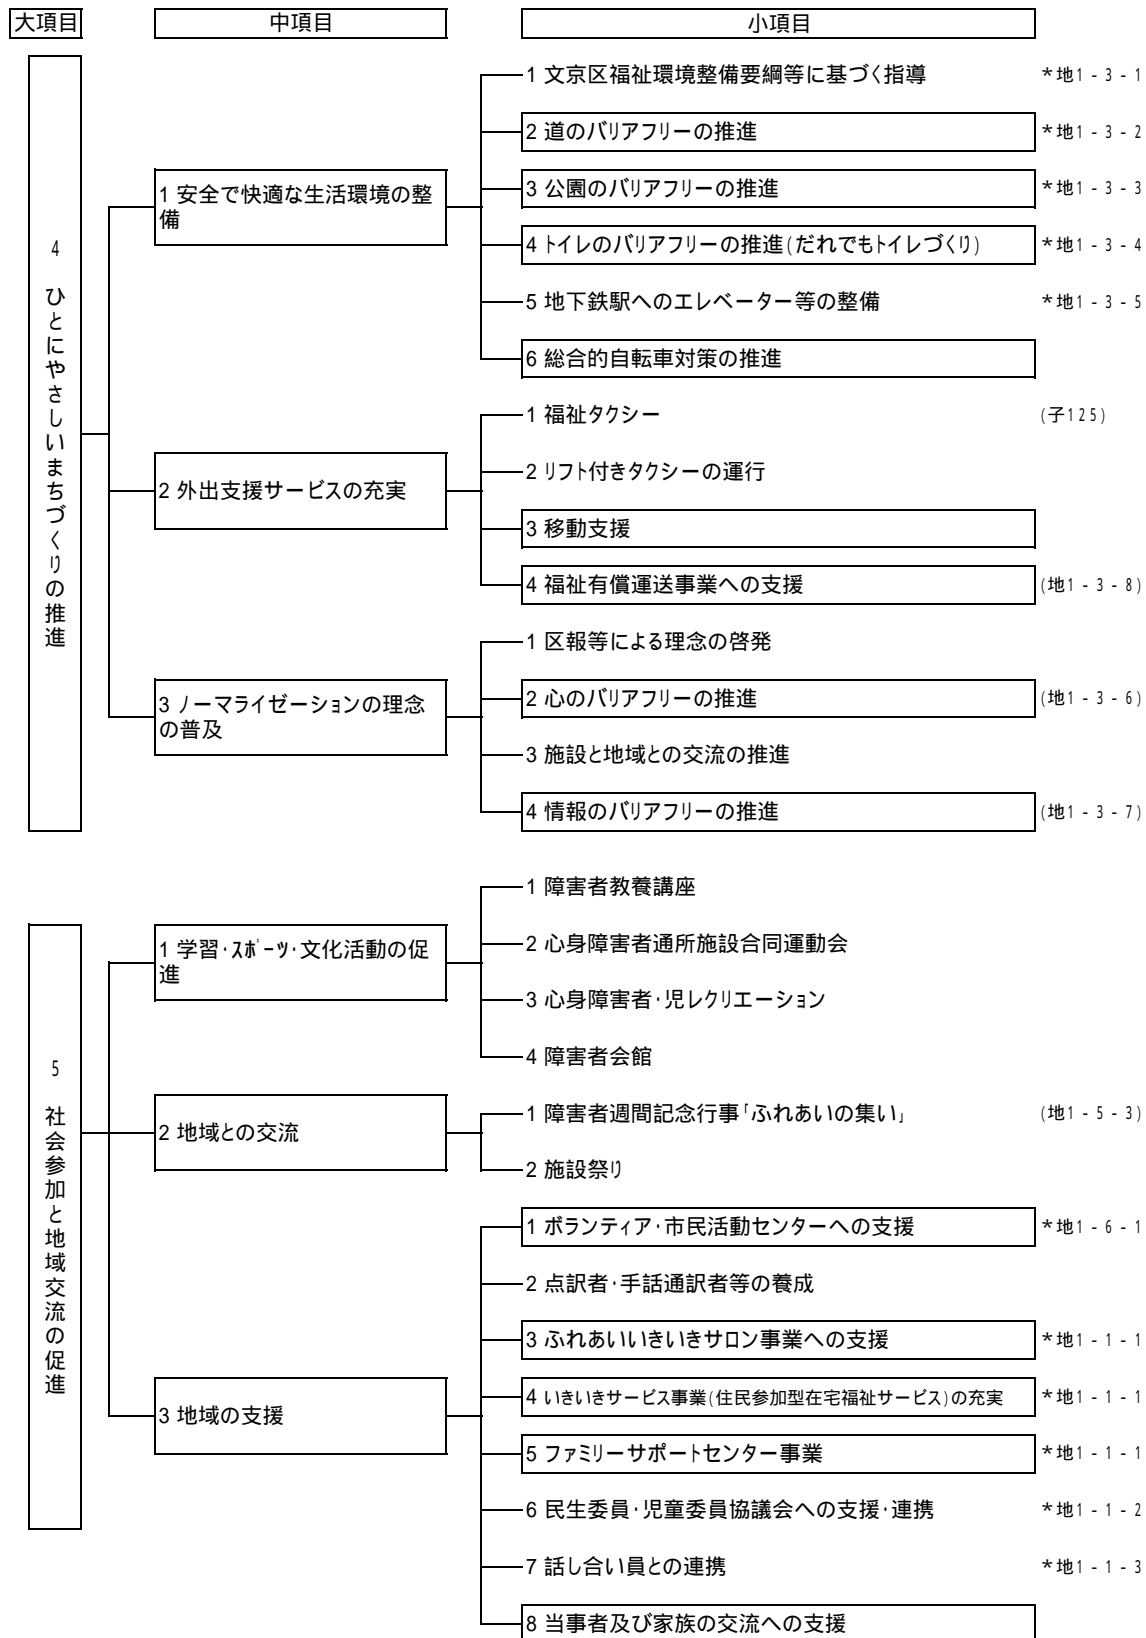 大項目 中項目 小項目
4 ひとにやさしいまちづくりの推進
1 安全で快適な生活環境の整
備
1 文京区福祉環境整備要綱等に基づく指導 *地1-3-1
2 道のバリアフリーの推進 *地1-3-2
3 公園のバリアフリーの推進 *地1-3-3
4 トイレのバリアフリーの推進(だれでもトイレづくり) *地1-3-4
5 地下鉄駅へのエレベーター等の整備 *地1-3-5
6 総合的自転車対策の推進
2 外出支援サービスの充実
1 福祉タクシー (子125)
2 リフト付きタクシーの運行
3 移動支援
4 福祉有償運送事業への支援 (地1-3-8)
3 ノーマライゼーションの理念
の普及
1 区報等による理念の啓発
2 心のバリアフリーの推進 (地1-3-6)
3 施設と地域との交流の推進
4 情報のバリアフリーの推進 (地1-3-7)
5 社会参加と地域交流の促進
1 学習・スポーツ・文化活動の促
進
1 障害者教養講座
2 心身障害者通所施設合同運動会
3 心身障害者・児レクリエーション
4 障害者会館
2 地域との交流
1 障害者週間記念行事「ふれあいの集い」 (地1-5-3)
2 施設祭り
3 地域の支援
1 ボランティア・市民活動センターへの支援 *地1-6-1
2 点訳者・手話通訳者等の養成
3 ふれあいいきいきサロン事業への支援 *地1-1-1
4 いきいきサービス事業(住民参加型在宅福祉サービス)の充実 *地1-1-1
5 ファミリーサポートセンター事業 *地1-1-1
6 民生委員・児童委員協議会への支援・連携 *地1-1-2
7 話し合い員との連携 *地1-1-3
8 当事者及び家族の交流への支援